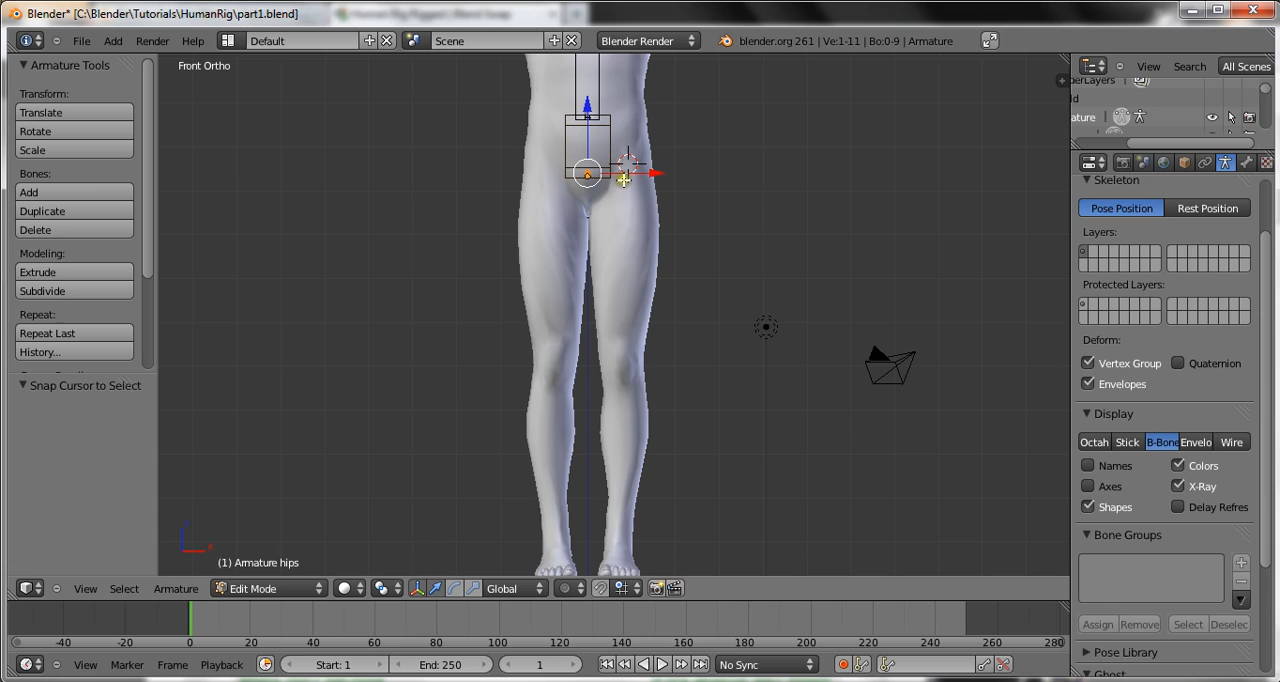 Blender* [C:\Blender\Tutorials\HumanRig\part1.blend]
File Add Render Help Default Scene Blender Render blender.org 261 | Ve:1-11 | Bo:0-9 | Armature
Armature Tools
Transform:
Translate
Rotate
Scale
Bones:
Add
Duplicate
Delete
Modeling:
Extrude
Subdivide
Repeat:
Repeat Last
History...
Snap Cursor to Select
Front Ortho
(1) Armature hips
View Select Armature Edit Mode Global
-40 -20 0 20 40 60 80 100 120 140 160 180 200 220 240 260 280
View Marker Frame Playback Start: 1 End: 250 1 No Sync
View Search All Scenes
ature
Skeleton
Pose Position Rest Position
Layers:
Protected Layers:
Deform:
Vertex Group Quaternion
Envelopes
Display
Octah Stick B-Bone Envelo Wire
Names Colors
Axes X-Ray
Shapes Delay Refres
Bone Groups
Assign Remove Select Deselec
Pose Library
Ghost